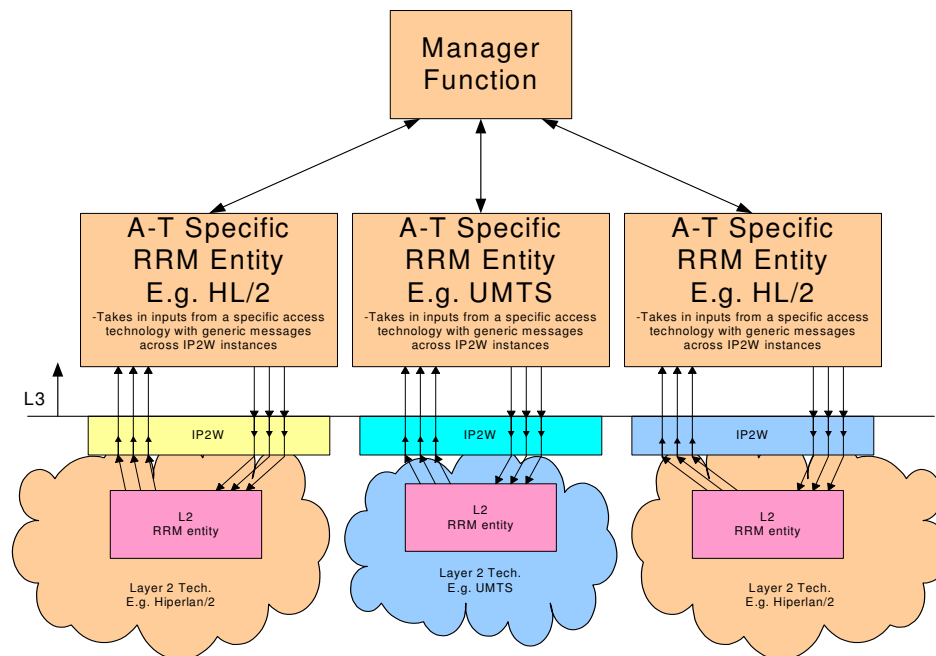 Manager
Function
A-T Specific
RRM Entity
E.g. HL/2
-Takes in inputs from a specific access
technology with generic messages
across IP2W instances
A-T Specific
RRM Entity
E.g. UMTS
-Takes in inputs from a specific access
technology with generic messages
across IP2W instances
A-T Specific
RRM Entity
E.g. HL/2
-Takes in inputs from a specific access
technology with generic messages
across IP2W instances
L3
IP2W
IP2W
IP2W
L2
RRM entity
L2
RRM entity
L2
RRM entity
Layer 2 Tech.
E.g. Hiperlan/2
Layer 2 Tech.
E.g. UMTS
Layer 2 Tech.
E.g. Hiperlan/2